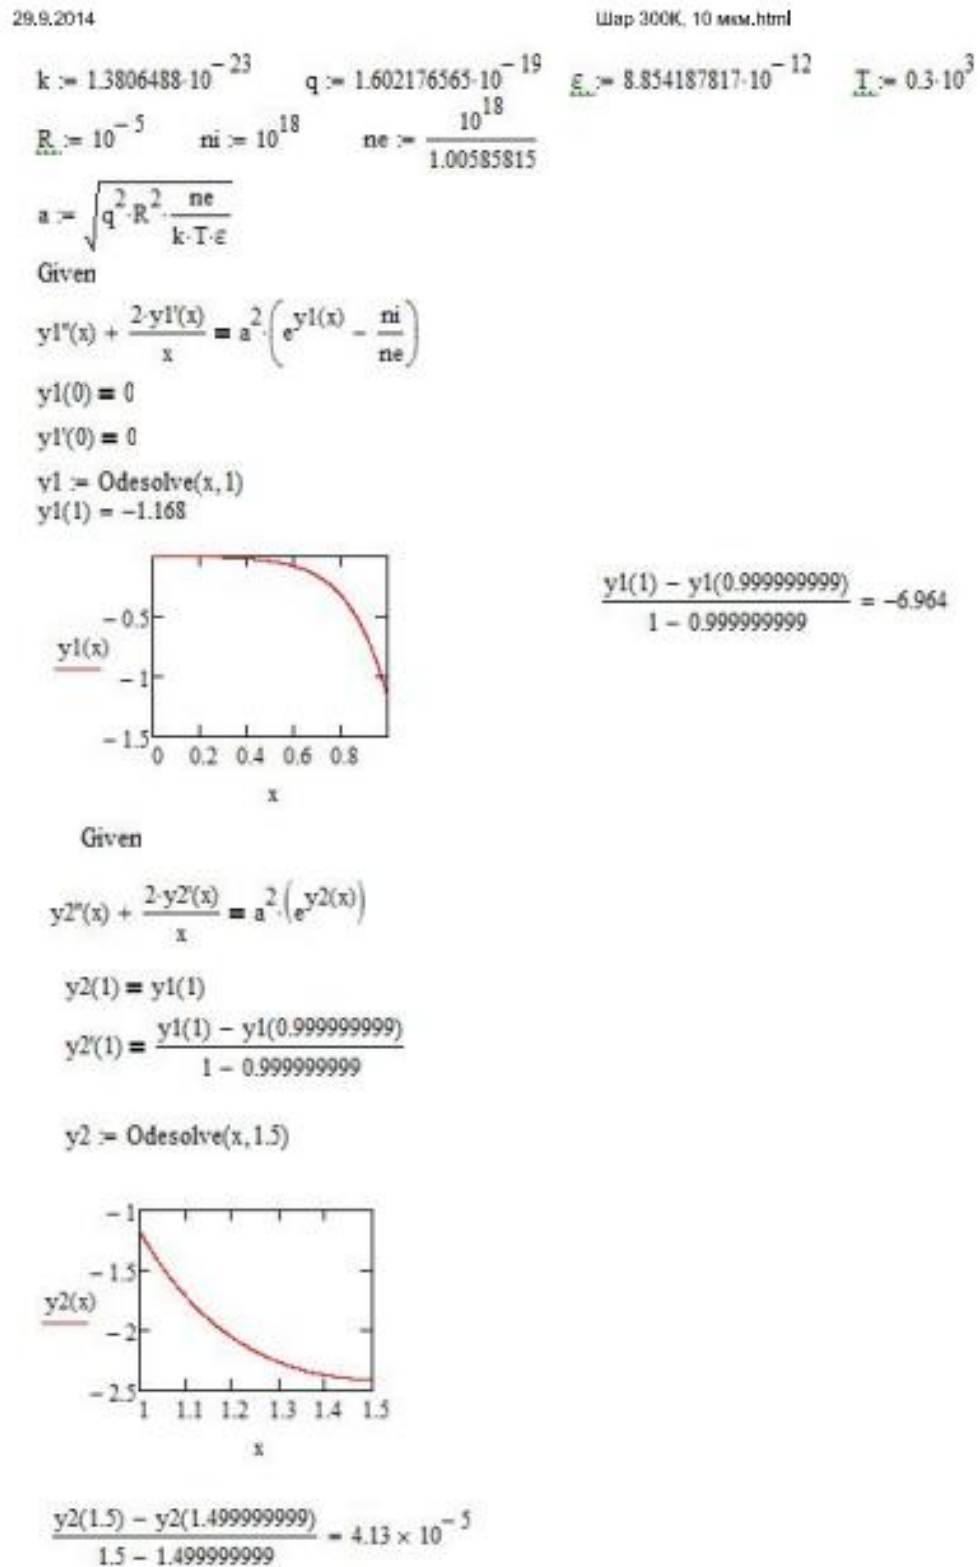 29.9.2014 Шар 300К, 10 мкм.html
k := 1.3806488·10^−23 q := 1.602176565·10^−19 ε := 8.854187817·10^−12 T := 0.3·10^3
R := 10^−5 ni := 10^18 ne := 10^18 / 1.00585815
a := √(q^2·R^2·ne / (k·T·ε))
Given
y1''(x) + 2·y1'(x) / x = a^2·(e^y1(x) − ni / ne)
y1(0) = 0
y1'(0) = 0
y1 := Odesolve(x, 1)
y1(1) = −1.168
(y1(1) − y1(0.999999999)) / (1 − 0.999999999) = −6.964
− 0.5
y1(x)
− 1
− 1.5
0 0.2 0.4 0.6 0.8
x
Given
y2''(x) + 2·y2'(x) / x = a^2·(e^y2(x))
y2(1) = y1(1)
y2'(1) = (y1(1) − y1(0.999999999)) / (1 − 0.999999999)
y2 := Odesolve(x, 1.5)
− 1
− 1.5
y2(x)
− 2
− 2.5
1 1.1 1.2 1.3 1.4 1.5
x
(y2(1.5) − y2(1.499999999)) / (1.5 − 1.499999999) = 4.13 × 10^−5